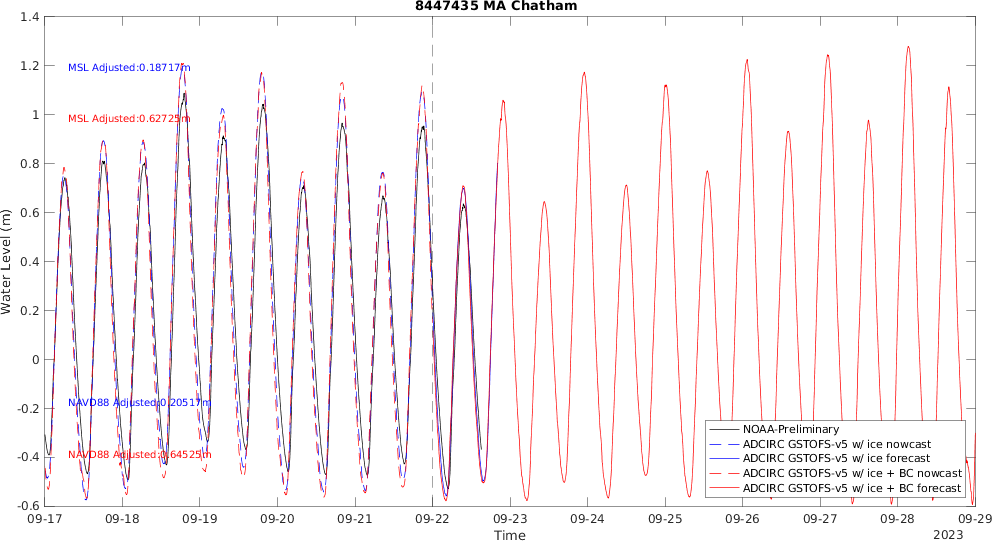 8447435 MA Chatham
1.4
1.2
1
0.8
0.6
0.4
0.2
0
-0.2
-0.4
-0.6
Water Level (m)
MSL Adjusted:0.18717m
MSL Adjusted:0.62725m
NAVD88 Adjusted:0.20517m
NAVD88 Adjusted:0.64525m
NOAA-Preliminary
ADCIRC GSTOFS-v5 w/ ice nowcast
ADCIRC GSTOFS-v5 w/ ice forecast
ADCIRC GSTOFS-v5 w/ ice + BC nowcast
ADCIRC GSTOFS-v5 w/ ice + BC forecast
09-17 09-18 09-19 09-20 09-21 09-22 09-23 09-24 09-25 09-26 09-27 09-28 09-29
Time
2023